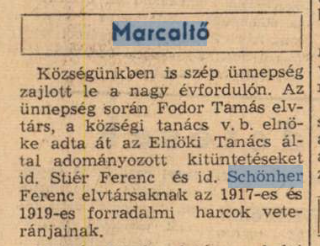 Marcaltő
Községünkben is szép ünnepség
zajlott le a nagy évfordulón. Az
ünnepség során Fodor Tamás elv-
társ, a községi tanács v. b. elnö-
ke adta át az Elnöki Tanács ál-
tal adományozott kitüntetéseket
id. Stiér Ferenc és id. Schönher
Ferenc elvtársaknak az 1917-es és
1919-es forradalmi harcok vete-
ránjainak.